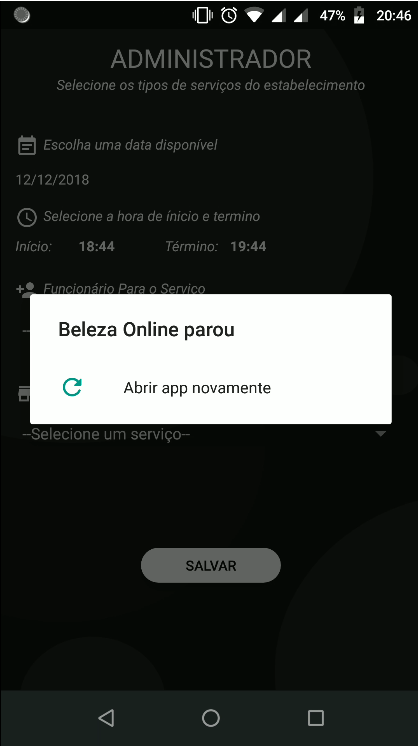 47% 20:46
ADMINISTRADOR
Selecione os tipos de serviços do estabelecimento
Escolha uma data disponível
12/12/2018
Selecione a hora de ínicio e termino
Início: 18:44 Término: 19:44
Funcionário Para o Serviço
Beleza Online parou
Abrir app novamente
--Selecione um serviço--
SALVAR